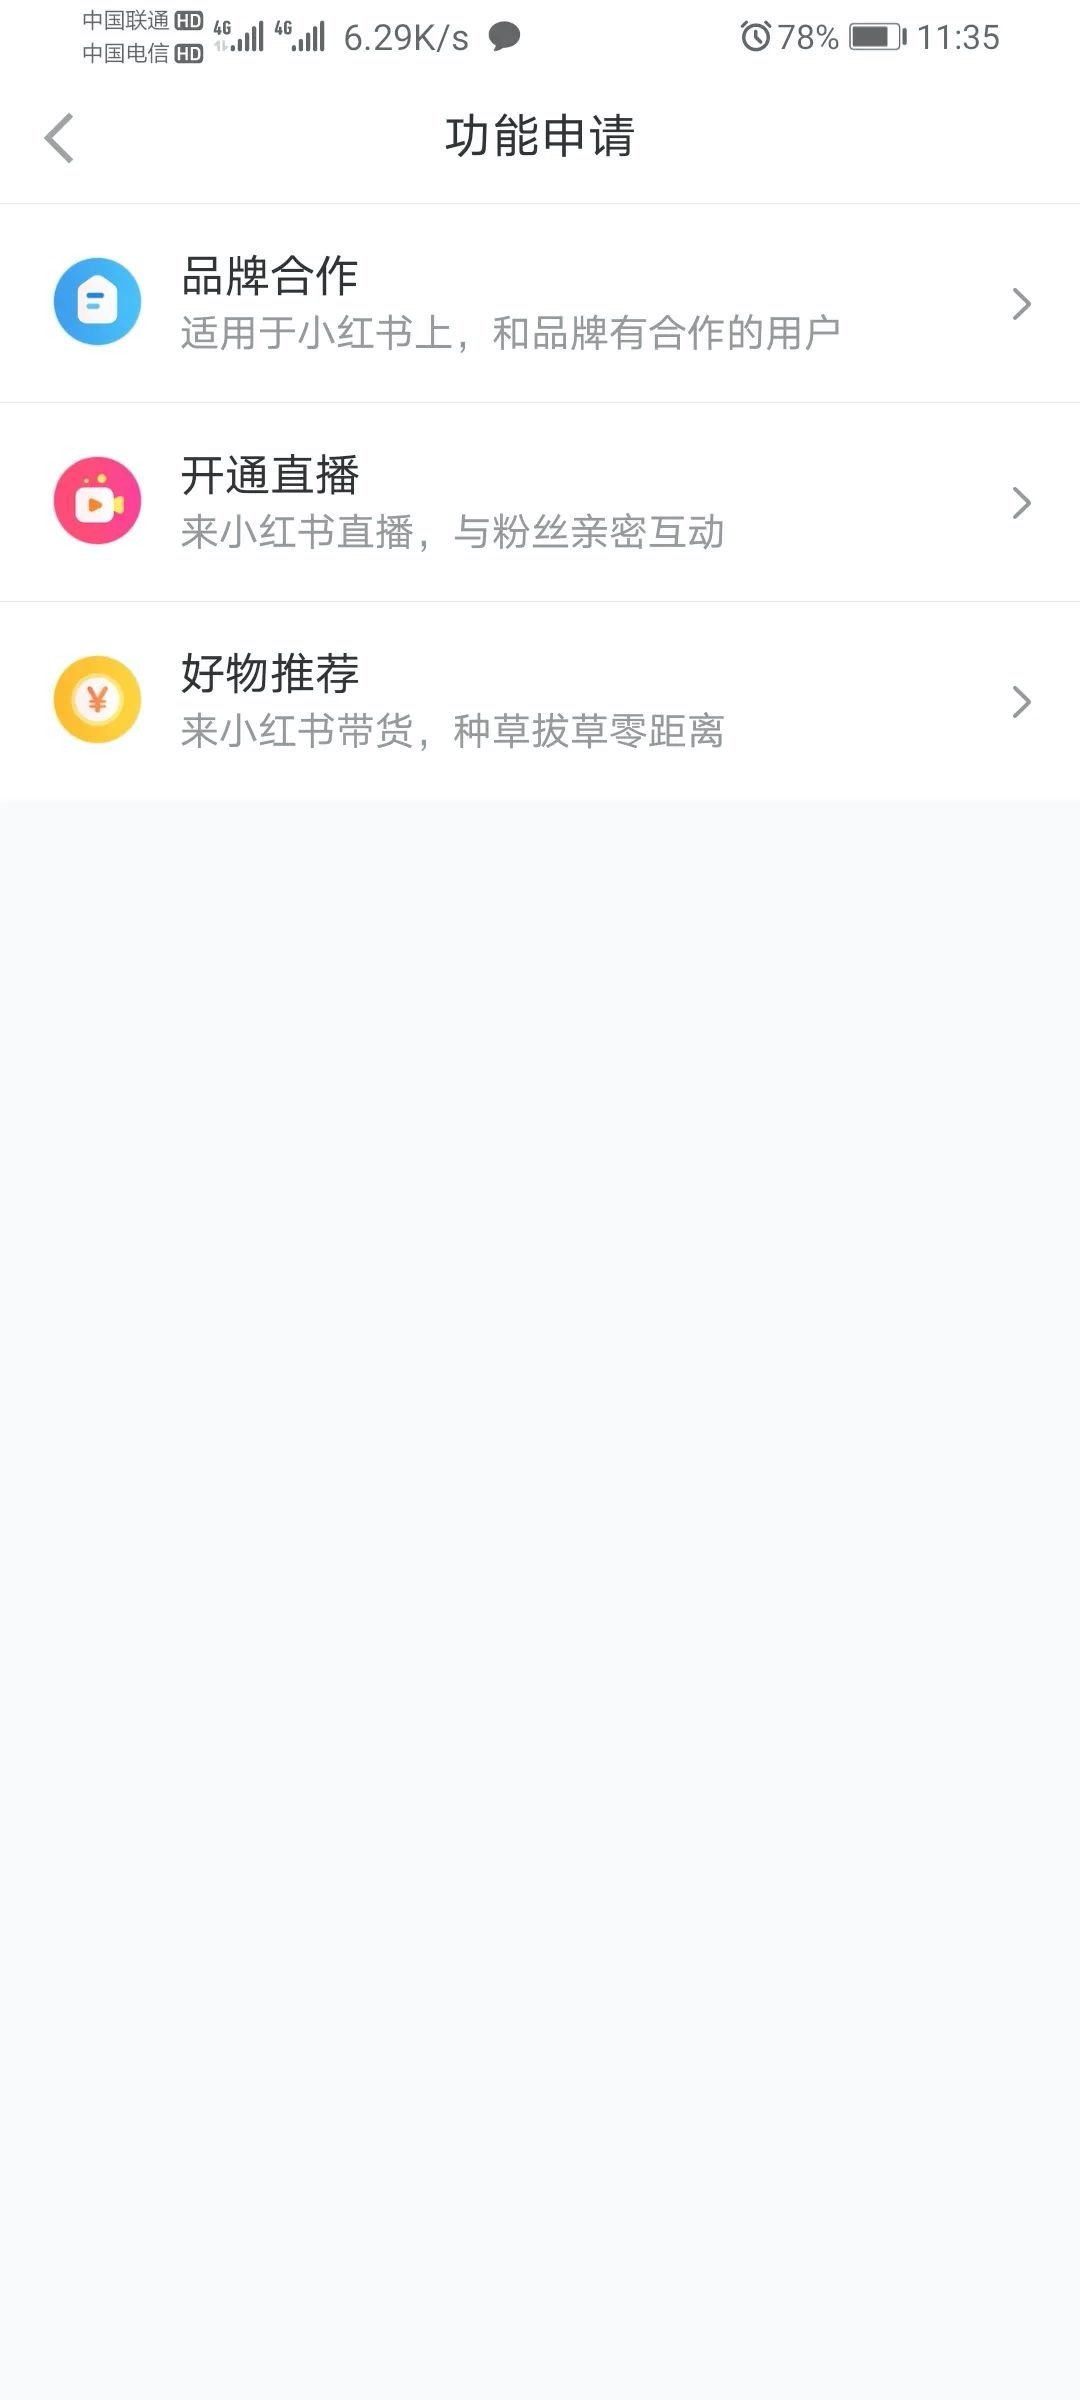 中国联通 HD 4G 4G 6.29K/s 78% 11:35
中国电信 HD
功能申请
品牌合作
适用于小红书上，和品牌有合作的用户
开通直播
来小红书直播，与粉丝亲密互动
¥
好物推荐
来小红书带货，种草拔草零距离